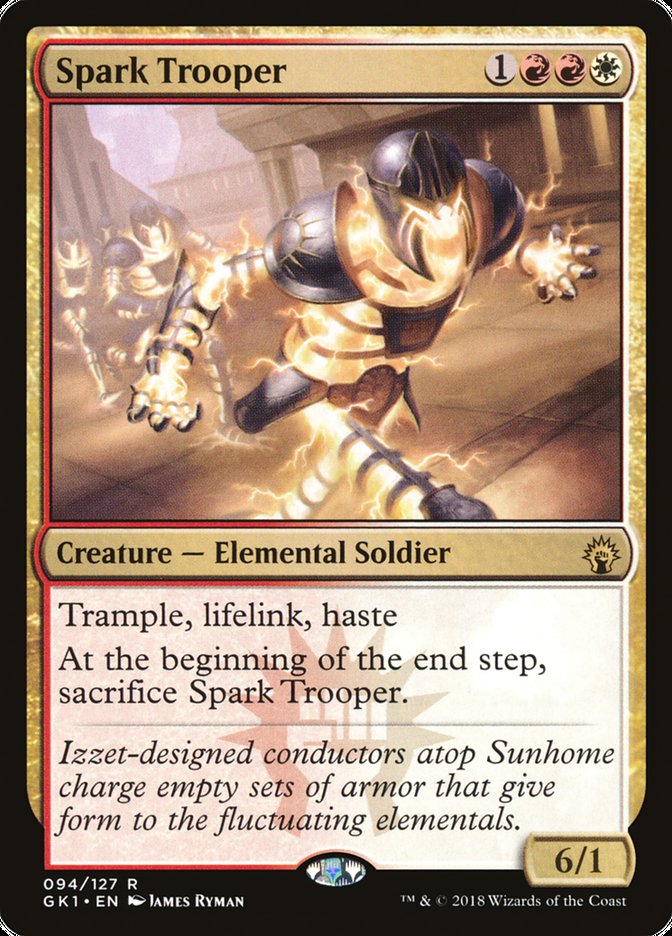 Spark Trooper 1
Creature — Elemental Soldier
Trample, lifelink, haste
At the beginning of the end step,
sacrifice Spark Trooper.
Izzet-designed conductors atop Sunhome
charge empty sets of armor that give
form to the fluctuating elementals.
6/1
094/127 R
GK1 • EN James Ryman ™ & © 2018 Wizards of the Coast